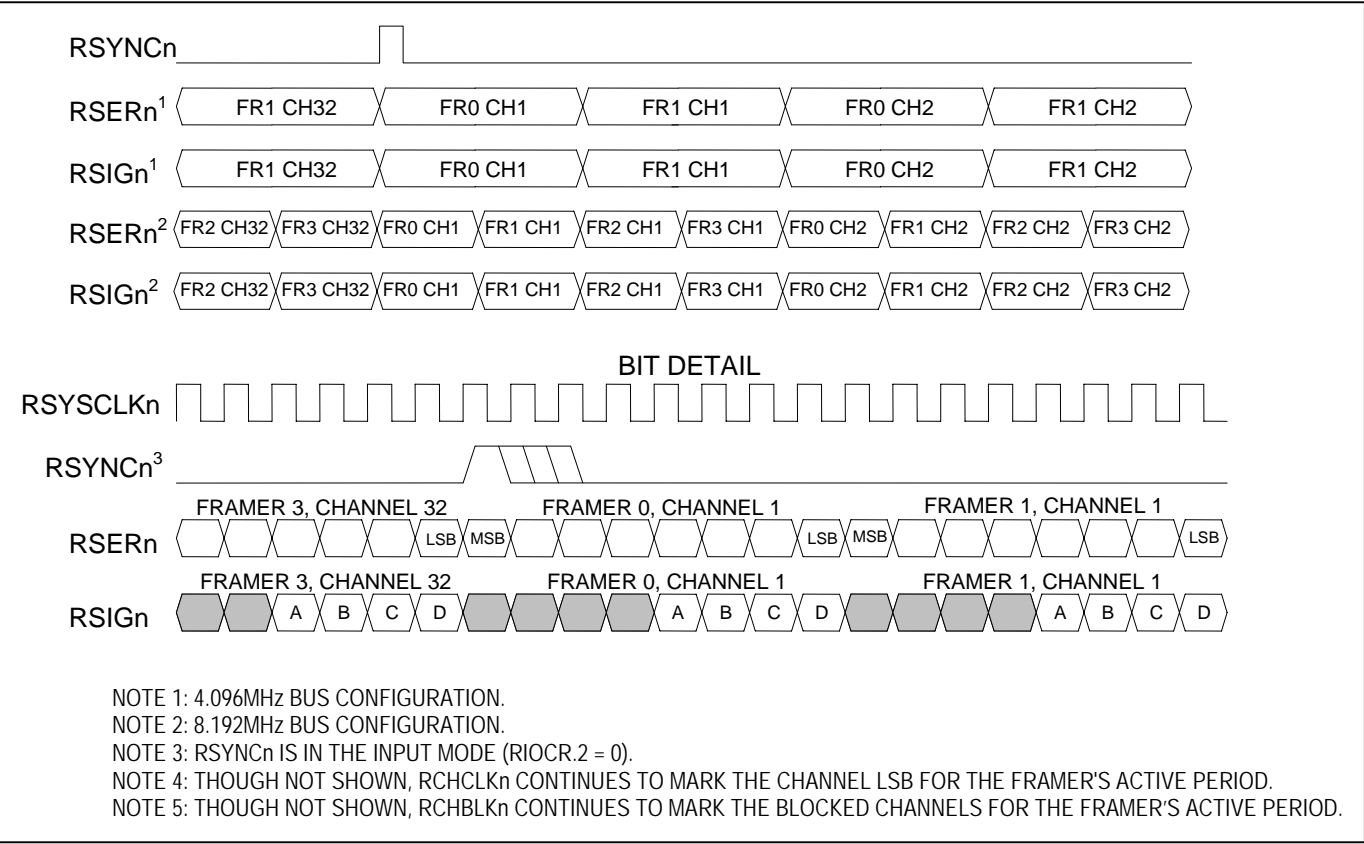 RSYNCn
RSERn1 FR1 CH32 FR0 CH1 FR1 CH1 FR0 CH2 FR1 CH2
RSIGn1 FR1 CH32 FR0 CH1 FR1 CH1 FR0 CH2 FR1 CH2
RSERn2 FR2 CH32 FR3 CH32 FR0 CH1 FR1 CH1 FR2 CH1 FR3 CH1 FR0 CH2 FR1 CH2 FR2 CH2 FR3 CH2
RSIGn2 FR2 CH32 FR3 CH32 FR0 CH1 FR1 CH1 FR2 CH1 FR3 CH1 FR0 CH2 FR1 CH2 FR2 CH2 FR3 CH2
BIT DETAIL
RSYSCLKn
RSYNCn3
FRAMER 3, CHANNEL 32 FRAMER 0, CHANNEL 1 FRAMER 1, CHANNEL 1
RSERn LSB MSB LSB MSB LSB
FRAMER 3, CHANNEL 32 FRAMER 0, CHANNEL 1 FRAMER 1, CHANNEL 1
RSIGn A B C D A B C D A B C D
NOTE 1: 4.096MHz BUS CONFIGURATION.
NOTE 2: 8.192MHz BUS CONFIGURATION.
NOTE 3: RSYNCn IS IN THE INPUT MODE (RIOCR.2 = 0).
NOTE 4: THOUGH NOT SHOWN, RCHCLKn CONTINUES TO MARK THE CHANNEL LSB FOR THE FRAMER'S ACTIVE PERIOD.
NOTE 5: THOUGH NOT SHOWN, RCHBLKn CONTINUES TO MARK THE BLOCKED CHANNELS FOR THE FRAMER’S ACTIVE PERIOD.